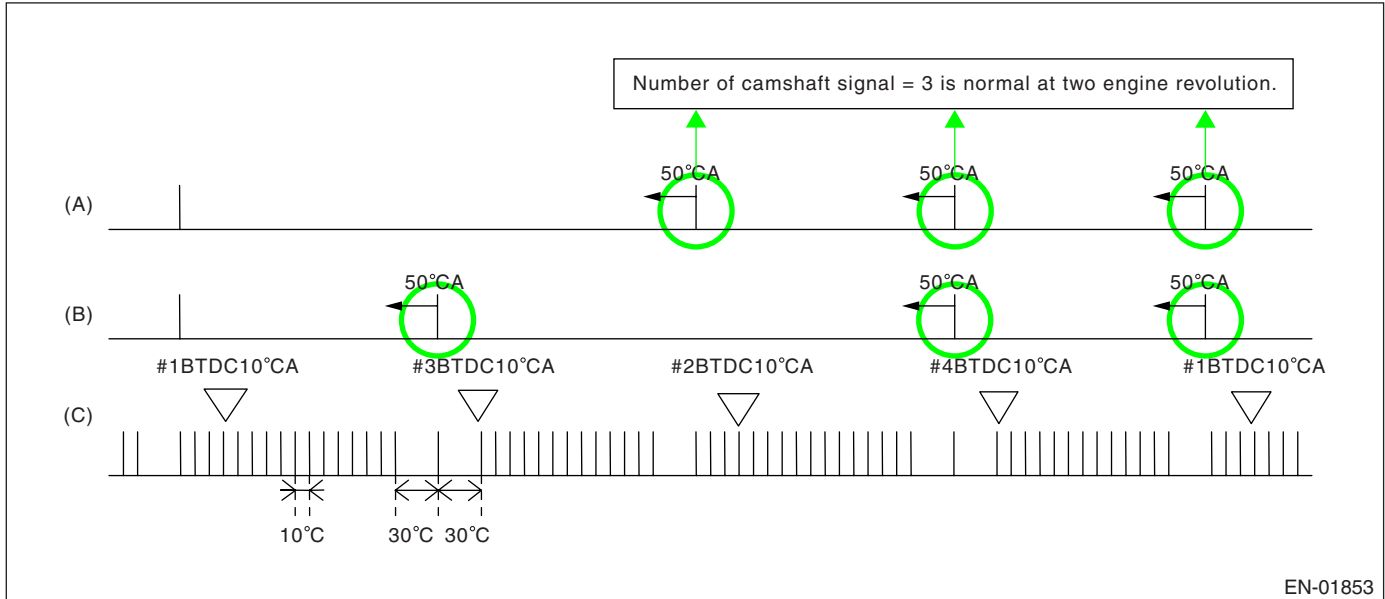 Number of camshaft signal = 3 is normal at two engine revolution.
50°CA 50°CA 50°CA
(A)
50°CA 50°CA 50°CA
(B)
#1BTDC10°CA #3BTDC10°CA #2BTDC10°CA #4BTDC10°CA #1BTDC10°CA
(C)
10°C 30°C 30°C
EN-01853